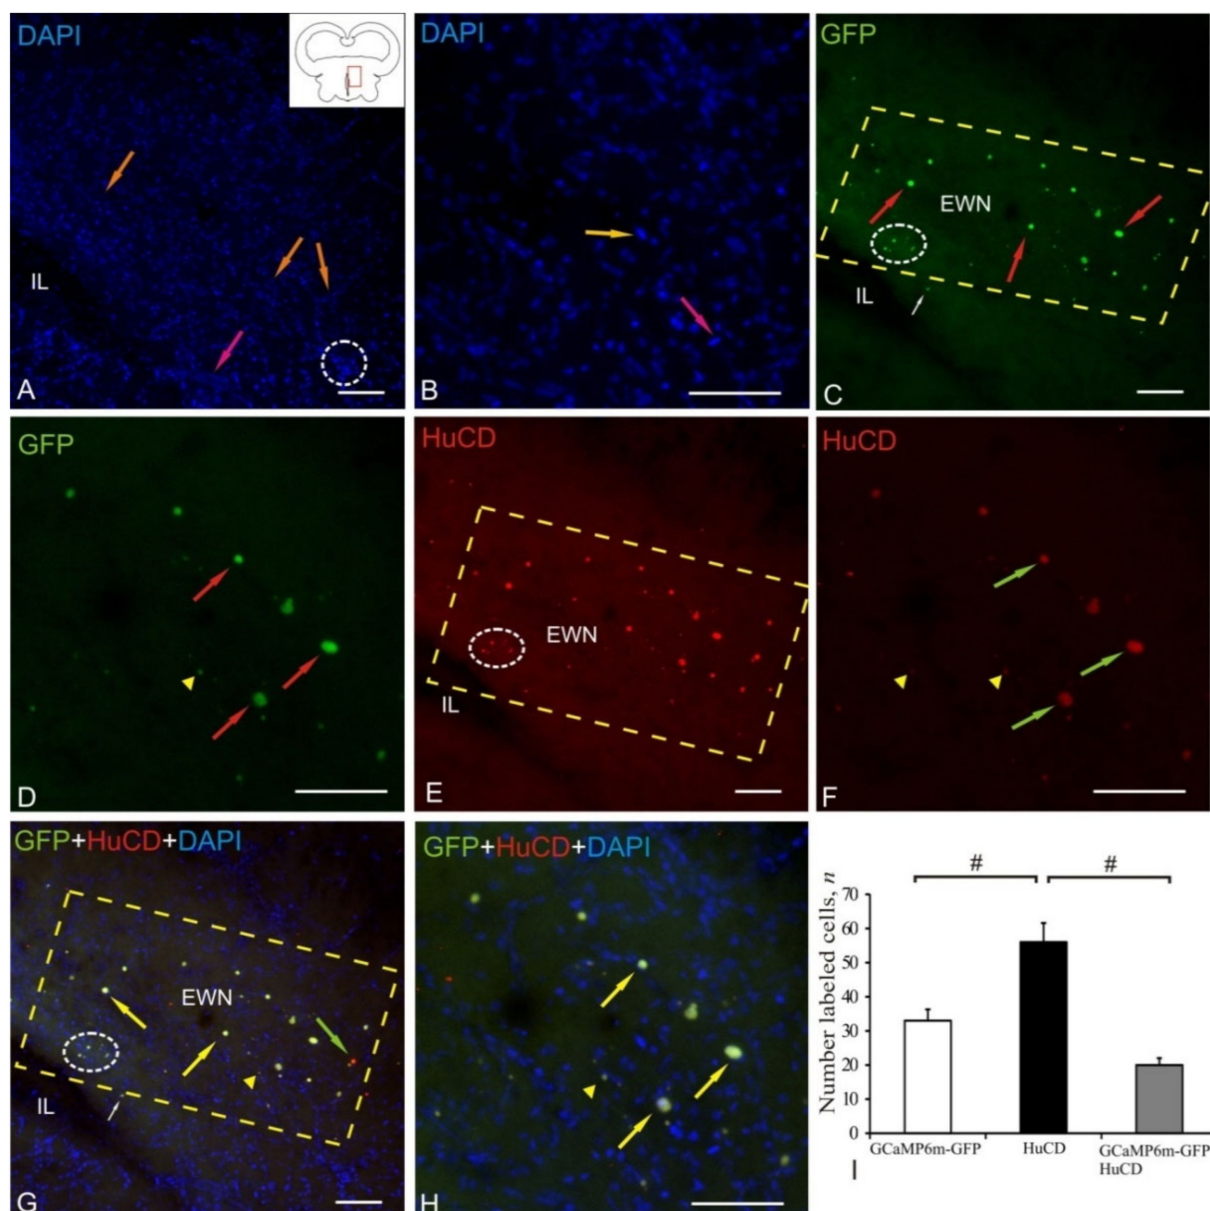 DAPI
IL
A
DAPI
B
GFP
EWN
IL
C
GFP
D
HuCD
EWN
IL
E
HuCD
F
GFP+HuCD+DAPI
EWN
IL
G
GFP+HuCD+DAPI
H
# #
Number labeled cells, n
70
60
50
40
30
20
10
0
GCaMP6m-GFP
HuCD
GCaMP6m-GFP
HuCD
I